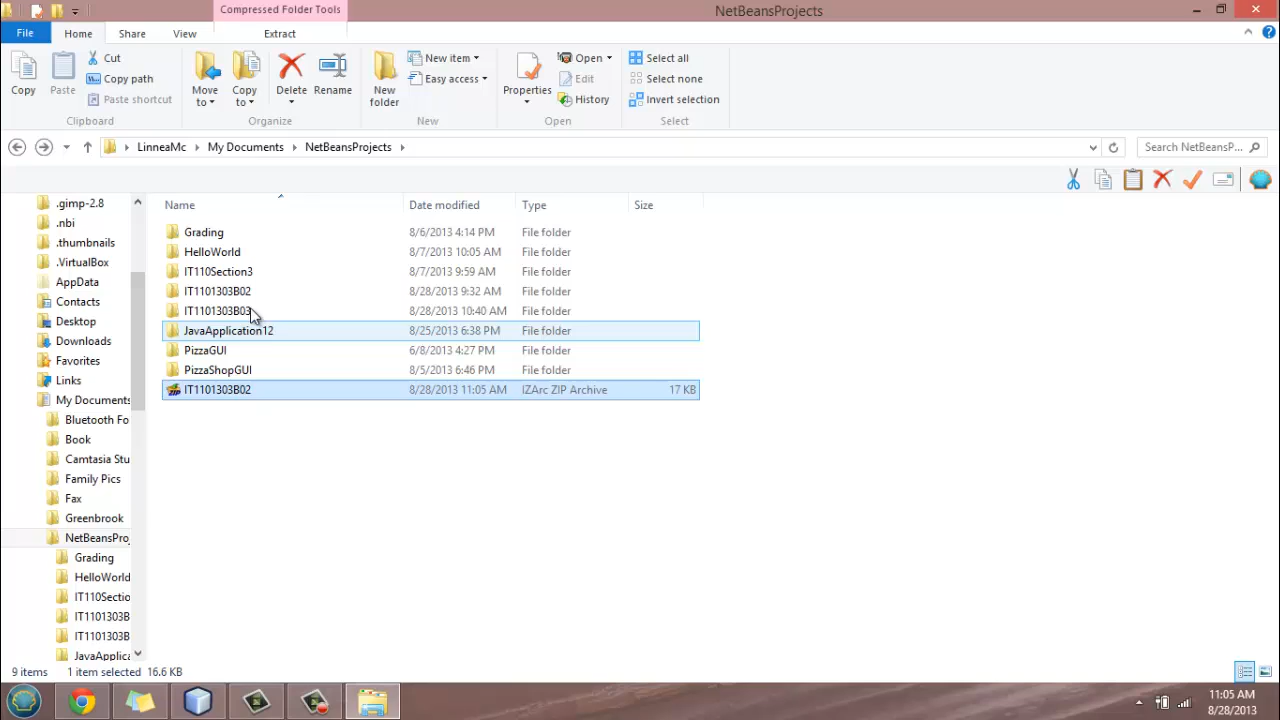 Compressed Folder Tools
NetBeansProjects
File Home Share View Extract
Copy
Paste
Cut
Copy path
Paste shortcut
Clipboard
Move to
Copy to
Delete
Rename
Organize
New folder
New item
Easy access
New
Properties
Open
Edit
History
Open
Select all
Select none
Invert selection
Select
LinneaMc My Documents NetBeansProjects
Search NetBeansP...
.gimp-2.8
.nbi
.thumbnails
.VirtualBox
AppData
Contacts
Desktop
Downloads
Favorites
Links
My Documents
Bluetooth Fo
Book
Camtasia Stu
Family Pics
Fax
Greenbrook
NetBeansProj
Grading
HelloWorld
IT110Sectio
IT1101303B
IT1101303B
JavaApplica
Name Date modified Type Size
Grading 8/6/2013 4:14 PM File folder
HelloWorld 8/7/2013 10:05 AM File folder
IT110Section3 8/7/2013 9:59 AM File folder
IT1101303B02 8/28/2013 9:32 AM File folder
IT1101303B03 8/28/2013 10:40 AM File folder
JavaApplication12 8/25/2013 6:38 PM File folder
PizzaGUI 6/8/2013 4:27 PM File folder
PizzaShopGUI 8/5/2013 6:46 PM File folder
IT1101303B02 8/28/2013 11:05 AM IZArc ZIP Archive 17 KB
9 items 1 item selected 16.6 KB
11:05 AM
8/28/2013